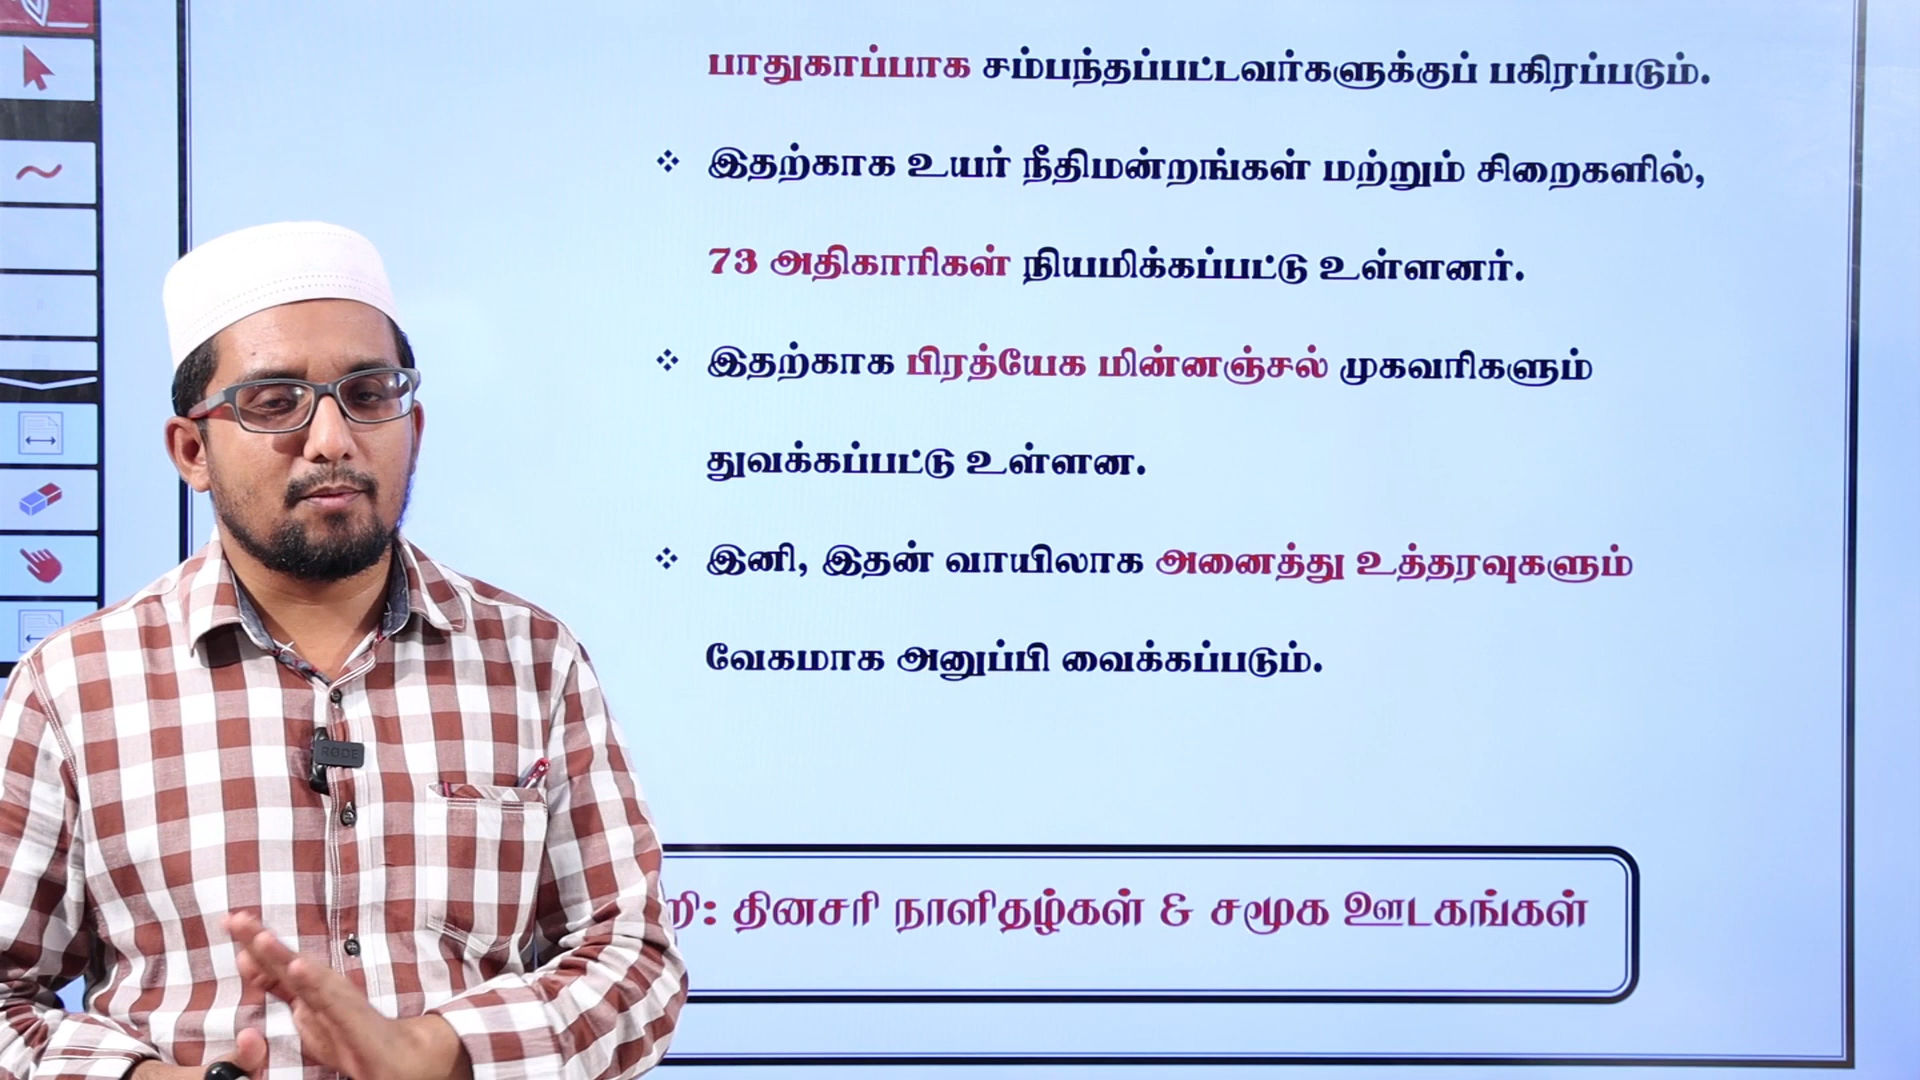 பாதுகாப்பாக சம்பந்தப்பட்டவர்களுக்குப் பகிரப்படும்.
❖ இதற்காக உயர் நீதிமன்றங்கள் மற்றும் சிறைகளில்,
73 அதிகாரிகள் நியமிக்கப்பட்டு உள்ளனர்.
❖ இதற்காக பிரத்யேக மின்னஞ்சல் முகவரிகளும்
துவக்கப்பட்டு உள்ளன.
❖ இனி, இதன் வாயிலாக அனைத்து உத்தரவுகளும்
வேகமாக அனுப்பி வைக்கப்படும்.
RØDE
றி: தினசரி நாளிதழ்கள் & சமூக ஊடகங்கள்